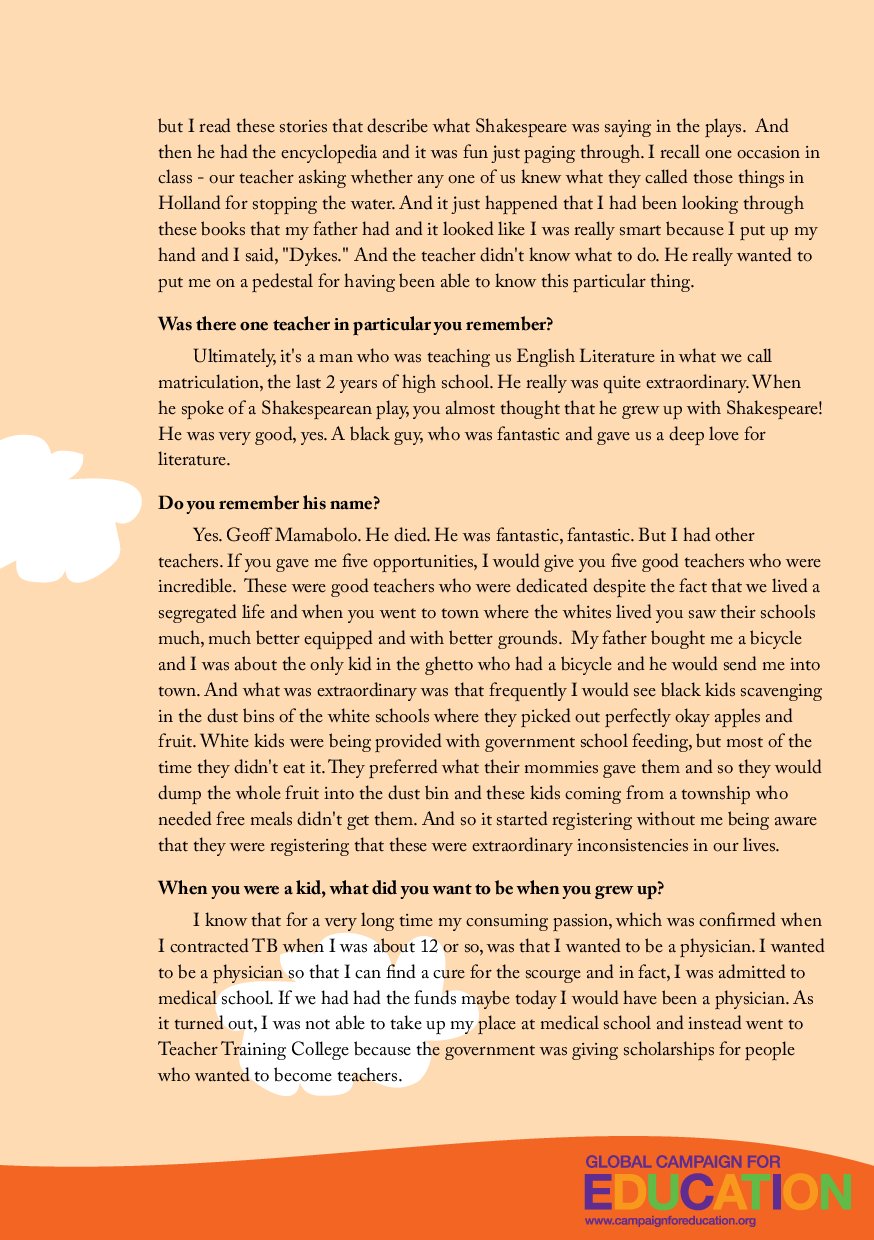 but I read these stories that describe what Shakespeare was saying in the plays.  And
then he had the encyclopedia and it was fun just paging through. I recall one occasion in
class - our teacher asking whether any one of us knew what they called those things in
Holland for stopping the water. And it just happened that I had been looking through
these books that my father had and it looked like I was really smart because I put up my
hand and I said, "Dykes." And the teacher didn't know what to do. He really wanted to
put me on a pedestal for having been able to know this particular thing.
Was there one teacher in particular you remember?
Ultimately, it's a man who was teaching us English Literature in what we call
matriculation, the last 2 years of high school. He really was quite extraordinary. When
he spoke of a Shakespearean play, you almost thought that he grew up with Shakespeare!
He was very good, yes. A black guy, who was fantastic and gave us a deep love for
literature.
Do you remember his name?
Yes. Geoff Mamabolo. He died. He was fantastic, fantastic. But I had other
teachers. If you gave me five opportunities, I would give you five good teachers who were
incredible.  These were good teachers who were dedicated despite the fact that we lived a
segregated life and when you went to town where the whites lived you saw their schools
much, much better equipped and with better grounds.  My father bought me a bicycle
and I was about the only kid in the ghetto who had a bicycle and he would send me into
town. And what was extraordinary was that frequently I would see black kids scavenging
in the dust bins of the white schools where they picked out perfectly okay apples and
fruit. White kids were being provided with government school feeding, but most of the
time they didn't eat it. They preferred what their mommies gave them and so they would
dump the whole fruit into the dust bin and these kids coming from a township who
needed free meals didn't get them. And so it started registering without me being aware
that they were registering that these were extraordinary inconsistencies in our lives.
When you were a kid, what did you want to be when you grew up?
I know that for a very long time my consuming passion, which was confirmed when
I contracted TB when I was about 12 or so, was that I wanted to be a physician. I wanted
to be a physician so that I can find a cure for the scourge and in fact, I was admitted to
medical school. If we had had the funds maybe today I would have been a physician. As
it turned out, I was not able to take up my place at medical school and instead went to
Teacher Training College because the government was giving scholarships for people
who wanted to become teachers.
GLOBAL CAMPAIGN FOR
EDUCATION
www.campaignforeducation.org